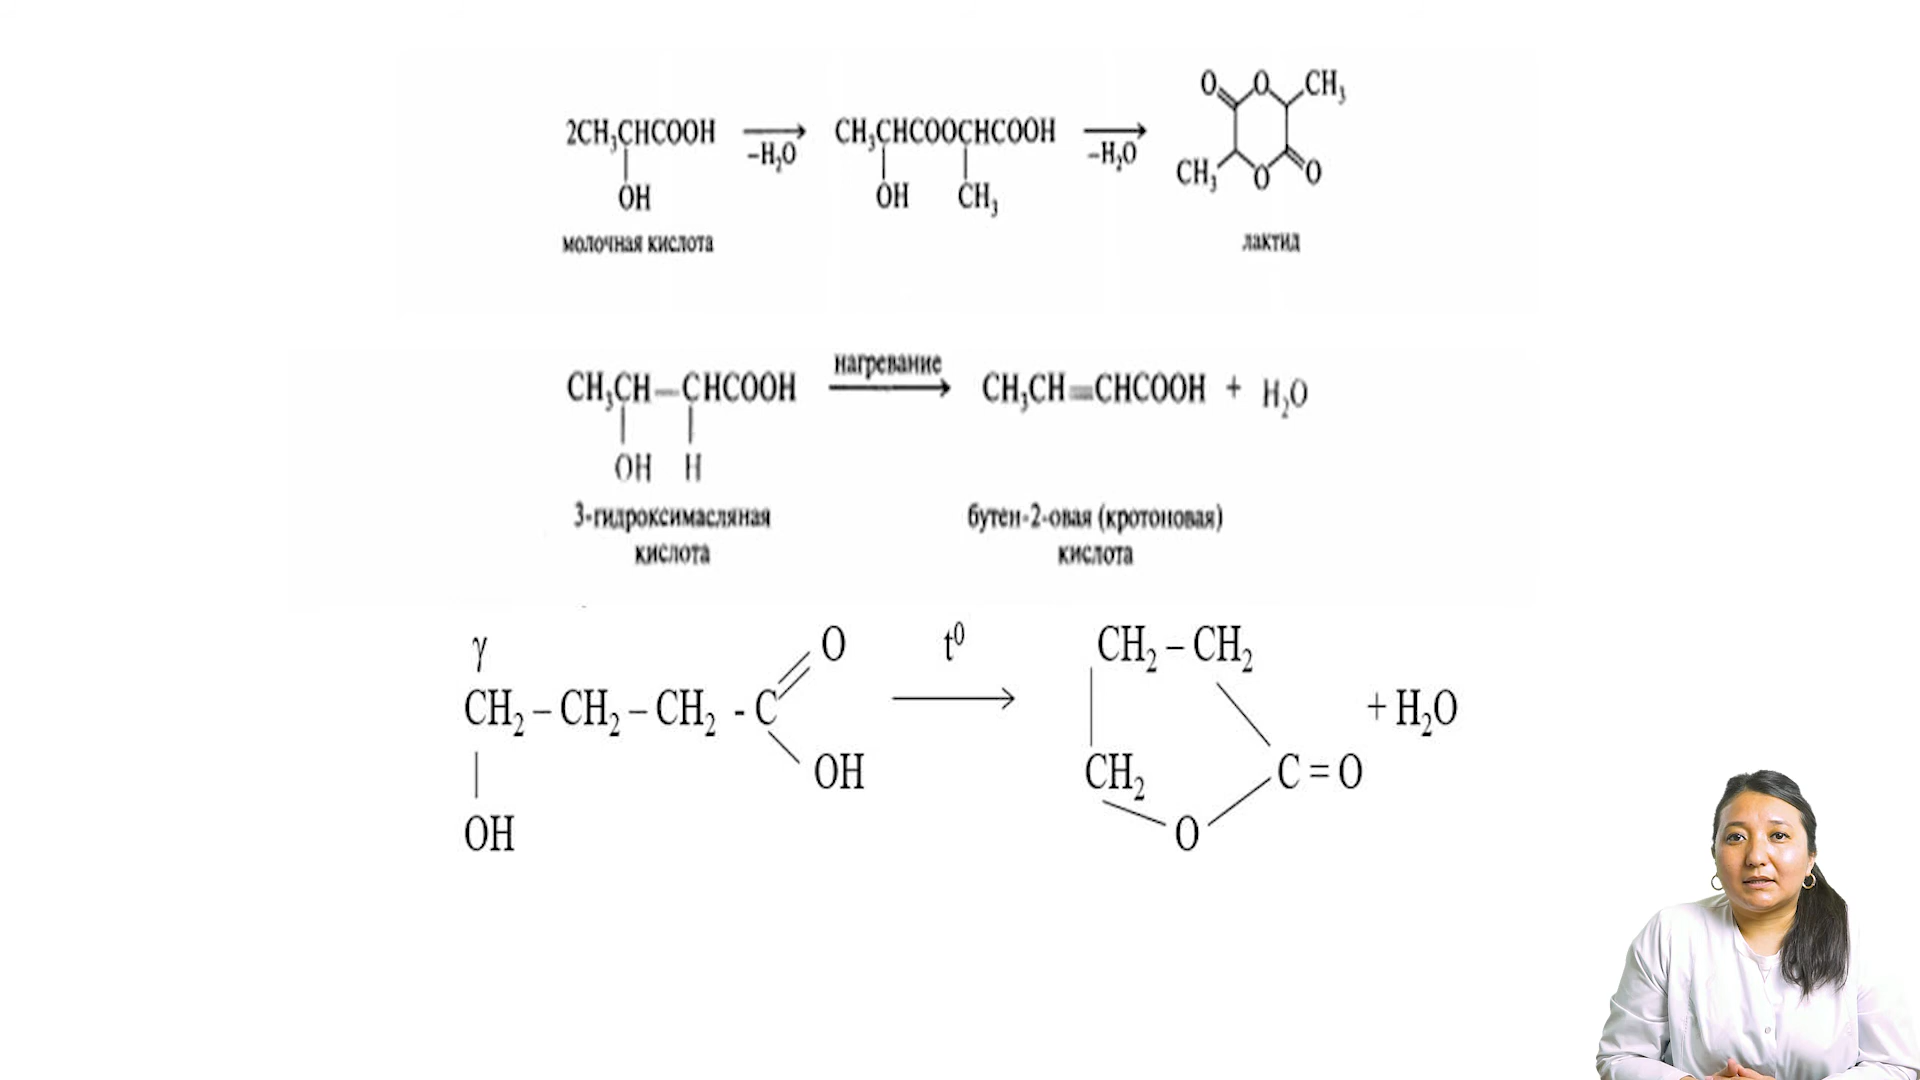 O O CH₃
2CH₃CHCOOH –H₂O CH₃CHCOOCHCOOH –H₂O
OH OH CH₃ CH₃ O O
молочная кислота лактид
нагревание
CH₃CH–CHCOOH CH₃CH=CHCOOH + H₂O
OH H
3-гидроксимасляная бутен-2-овая (кротоновая)
кислота кислота
γ O t⁰ CH₂–CH₂
CH₂–CH₂–CH₂ - C + H₂O
OH CH₂ C=O
OH O